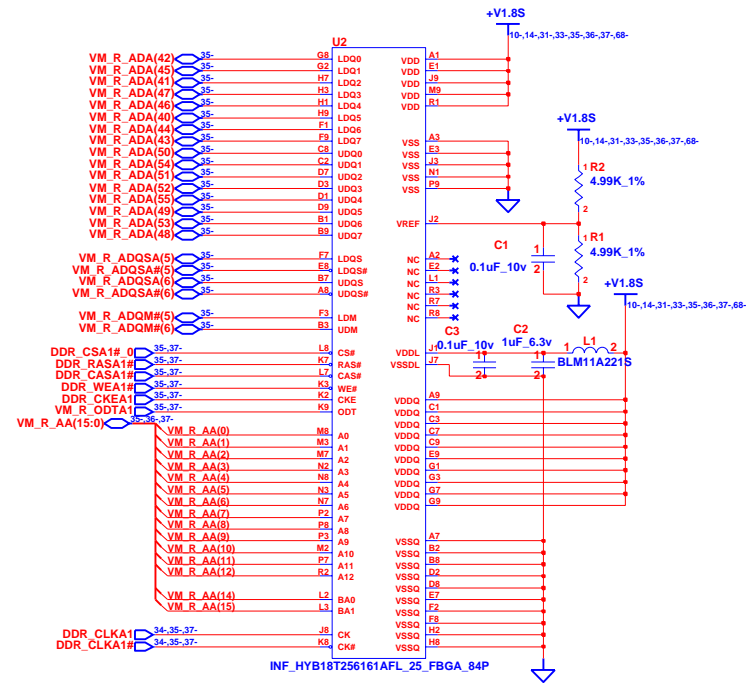 +V1.8S
10-,14-,31-,33-,35-,36-,37-,68-
U2
VM_R_ADA(42) 35- G8 LDQ0 VDD A1
VM_R_ADA(45) 35- G2 LDQ1 VDD E1
VM_R_ADA(41) 35- H7 LDQ2 VDD J9
VM_R_ADA(47) 35- H3 LDQ3 VDD M9
VM_R_ADA(46) 35- H1 LDQ4 VDD R1
VM_R_ADA(40) 35- H9 LDQ5
VM_R_ADA(44) 35- F1 LDQ6
VM_R_ADA(43) 35- F9 LDQ7 VSS A3
VM_R_ADA(50) 35- C8 UDQ0 VSS E3
VM_R_ADA(54) 35- C2 UDQ1 VSS J3
VM_R_ADA(51) 35- D7 UDQ2 VSS N1
VM_R_ADA(52) 35- D3 UDQ3 VSS P9
VM_R_ADA(55) 35- D1 UDQ4
VM_R_ADA(49) 35- D9 UDQ5
VM_R_ADA(53) 35- B1 UDQ6 VREF J2
VM_R_ADA(48) 35- B9 UDQ7
+V1.8S
10-,14-,31-,33-,35-,36-,37-,68-
1 R2
4.99K_1%
2
1 R1
4.99K_1%
2
C1
1
0.1uF_10v
2
VM_R_ADQSA(5) 35- F7 LDQS NC A2
VM_R_ADQSA#(5) 35- E8 LDQS# NC E2
VM_R_ADQSA(6) 35- B7 UDQS NC L1
VM_R_ADQSA#(6) 35- A8 UDQS# NC R3
NC R7
VM_R_ADQM#(5) 35- F3 LDM NC R8
VM_R_ADQM#(6) 35- B3 UDM
+V1.8S
10-,14-,31-,33-,35-,36-,37-,68-
C3 C2
0.1uF_10v 1uF_6.3v
L1
1 2
BLM11A221S
1 1
2 2
DDR_CSA1#_0 35-,37- L8 CS# VDDL J1
DDR_RASA1# 35-,37- K7 RAS# VSSDL J7
DDR_CASA1# 35-,37- L7 CAS#
DDR_WEA1# 35-,37- K3 WE#
DDR_CKEA1 35-,37- K2 CKE VDDQ A9
VM_R_ODTA1 35-,37- K9 ODT VDDQ C1
VM_R_AA(15:0) 35-,36-,37- VDDQ C3
VM_R_AA(0) M8 A0 VDDQ C7
VM_R_AA(1) M3 A1 VDDQ C9
VM_R_AA(2) M7 A2 VDDQ E9
VM_R_AA(3) N2 A3 VDDQ G1
VM_R_AA(4) N8 A4 VDDQ G3
VM_R_AA(5) N3 A5 VDDQ G7
VM_R_AA(6) N7 A6 VDDQ G9
VM_R_AA(7) P2 A7
VM_R_AA(8) P8 A8
VM_R_AA(9) P3 A9 VSSQ A7
VM_R_AA(10) M2 A10 VSSQ B2
VM_R_AA(11) P7 A11 VSSQ B8
VM_R_AA(12) R2 A12 VSSQ D2
VSSQ D8
VM_R_AA(14) L2 BA0 VSSQ E7
VM_R_AA(15) L3 BA1 VSSQ F2
VSSQ F8
DDR_CLKA1 34-,35-,37- J8 CK VSSQ H2
DDR_CLKA1# 34-,35-,37- K8 CK# VSSQ H8
INF_HYB18T256161AFL_25_FBGA_84P